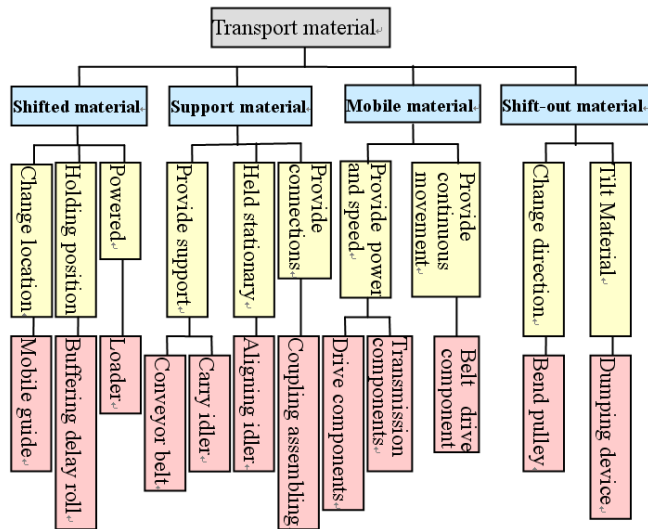 Transport material
Shifted material
Support material
Mobile material
Shift-out material
Change location
Holding position
Powered
Provide support
Held stationary
Provide
connections
Provide power
and speed
Provide
continuous
movement
Change direction
Tilt Material
Mobile guide
Buffering delay roll
Loader
Conveyor belt
Carry idler
Aligning idler
Coupling assembling
Drive components
Transmission
components
Belt drive
component
Bend pulley
Dumping device